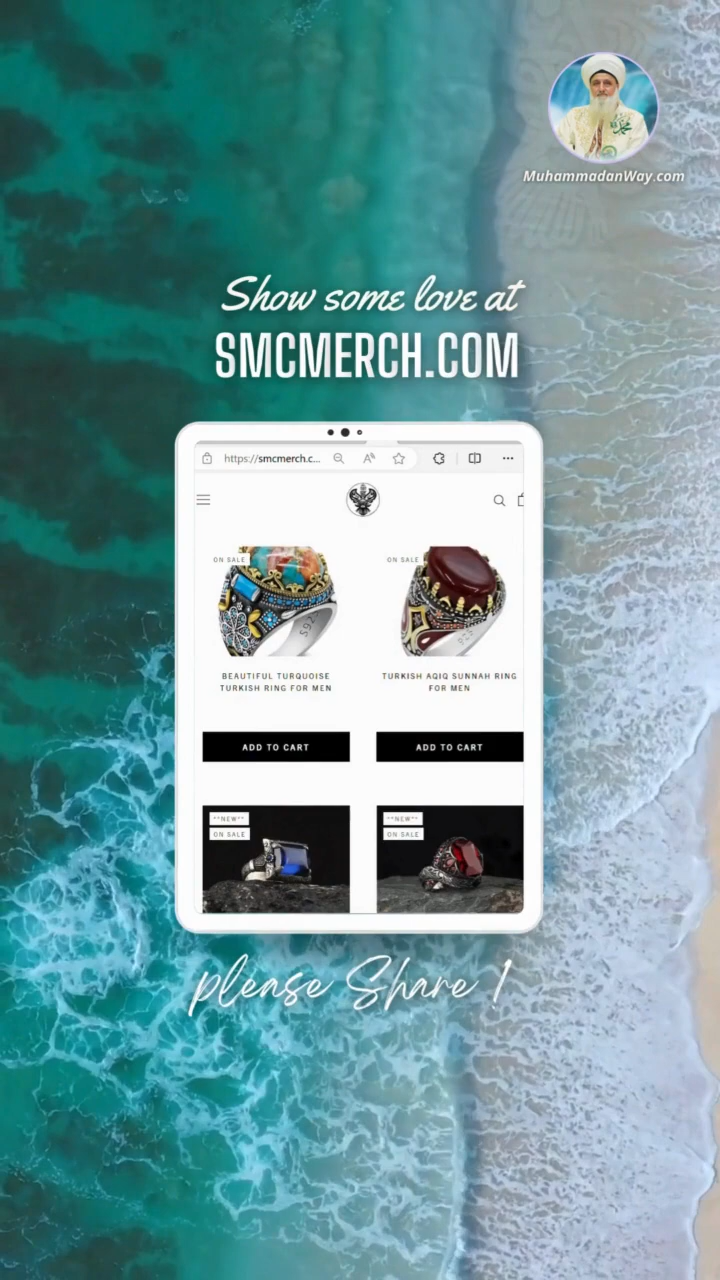 MuhammadanWay.com
Show some love at
SMCMERCH.COM
https://smcmerch.c...
ON SALE
ON SALE
BEAUTIFUL TURQUOISE
TURKISH RING FOR MEN
TURKISH AQIQ SUNNAH RING
FOR MEN
ADD TO CART
ADD TO CART
**NEW**
ON SALE
**NEW**
ON SALE
please Share !